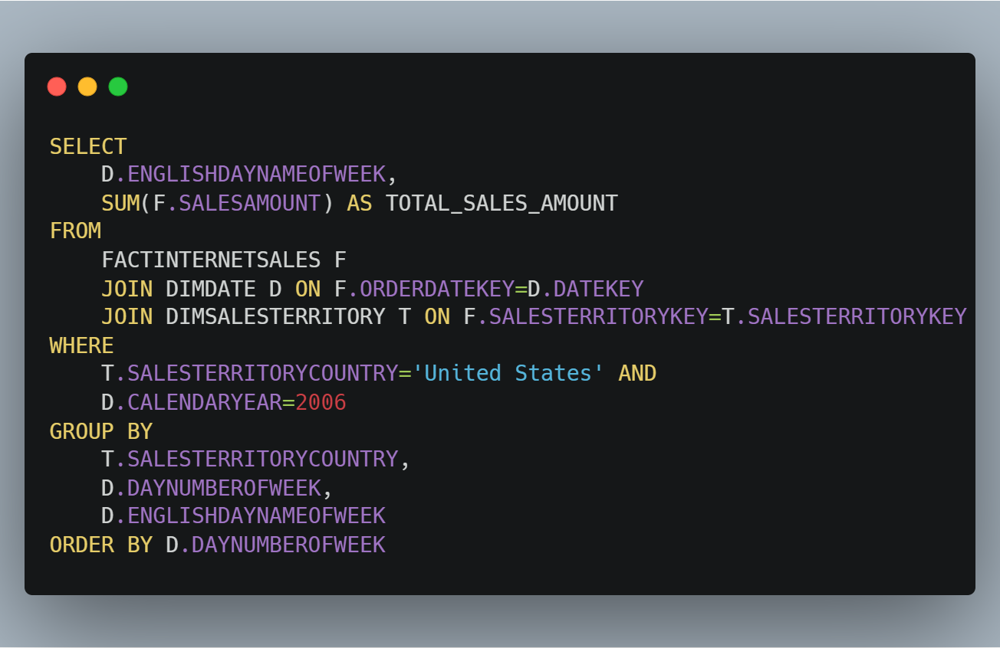 SELECT
    D.ENGLISHDAYNAMEOFWEEK,
    SUM(F.SALESAMOUNT) AS TOTAL_SALES_AMOUNT
FROM
    FACTINTERNETSALES F
    JOIN DIMDATE D ON F.ORDERDATEKEY=D.DATEKEY
    JOIN DIMSALESTERRITORY T ON F.SALESTERRITORYKEY=T.SALESTERRITORYKEY
WHERE
    T.SALESTERRITORYCOUNTRY='United States' AND
    D.CALENDARYEAR=2006
GROUP BY
    T.SALESTERRITORYCOUNTRY,
    D.DAYNUMBEROFWEEK,
    D.ENGLISHDAYNAMEOFWEEK
ORDER BY D.DAYNUMBEROFWEEK